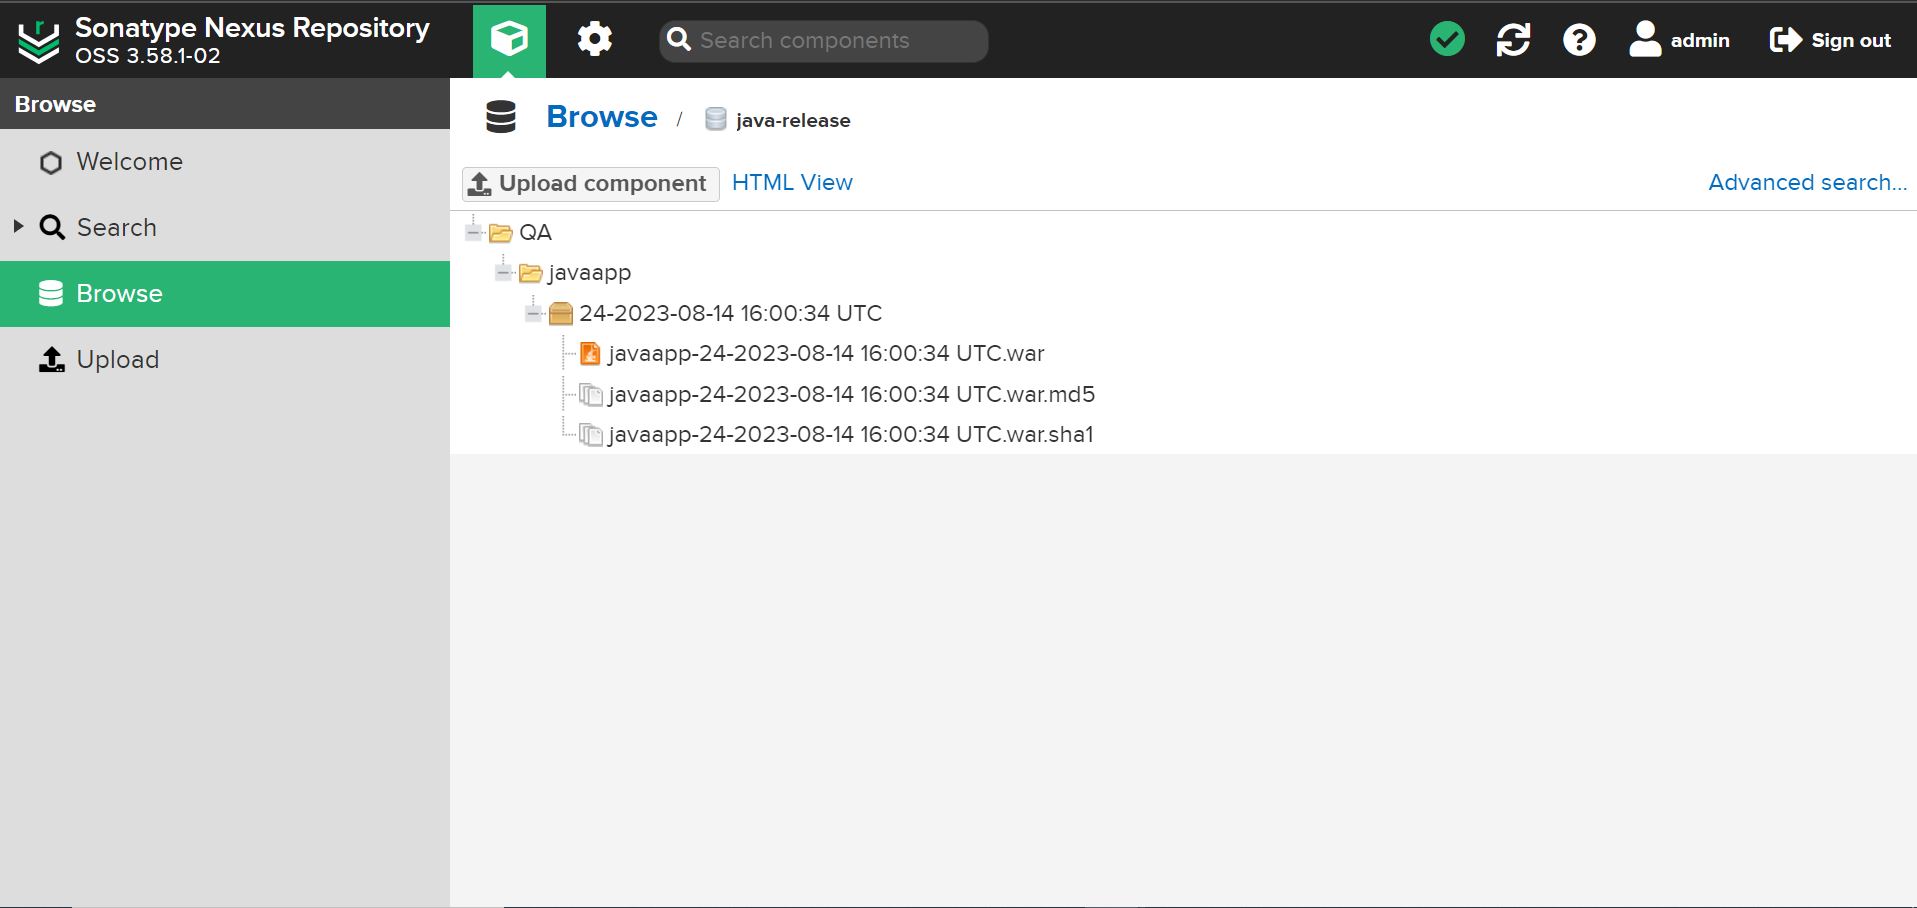 Sonatype Nexus Repository
OSS 3.58.1-02
Search components
admin
Sign out
Browse
Welcome
Search
Browse
Upload
Browse / java-release
Upload component
HTML View
Advanced search...
QA
javaapp
24-2023-08-14 16:00:34 UTC
javaapp-24-2023-08-14 16:00:34 UTC.war
javaapp-24-2023-08-14 16:00:34 UTC.war.md5
javaapp-24-2023-08-14 16:00:34 UTC.war.sha1